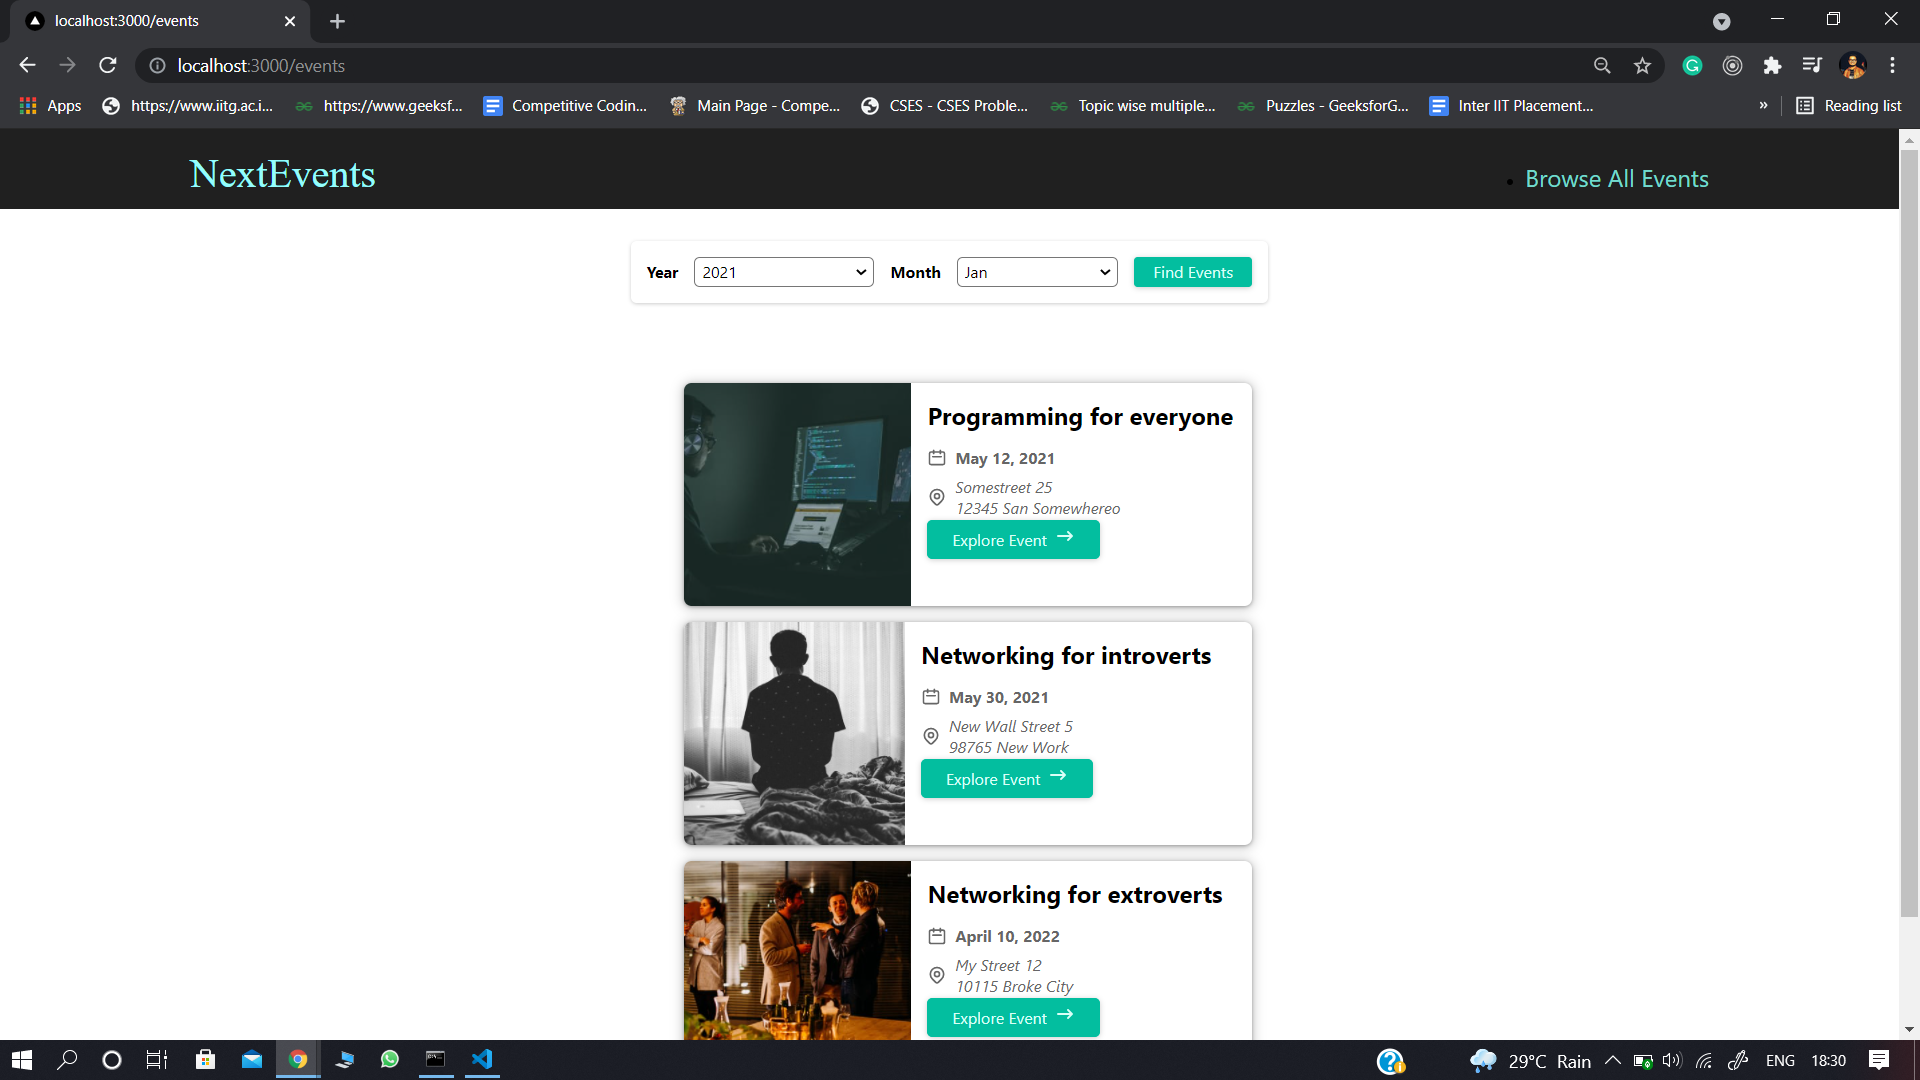 localhost:3000/events
localhost:3000/events
Apps
https://www.iitg.ac.i...
https://www.geeksf...
Competitive Codin...
Main Page - Compe...
CSES - CSES Proble...
Topic wise multiple...
Puzzles - GeeksforG...
Inter IIT Placement...
»
Reading list
NextEvents
• Browse All Events
Year
2021
Month
Jan
Find Events
Programming for everyone
May 12, 2021
Somestreet 25
12345 San Somewhereo
Explore Event →
Networking for introverts
May 30, 2021
New Wall Street 5
98765 New Work
Explore Event →
Networking for extroverts
April 10, 2022
My Street 12
10115 Broke City
Explore Event →
29°C Rain
ENG
18:30